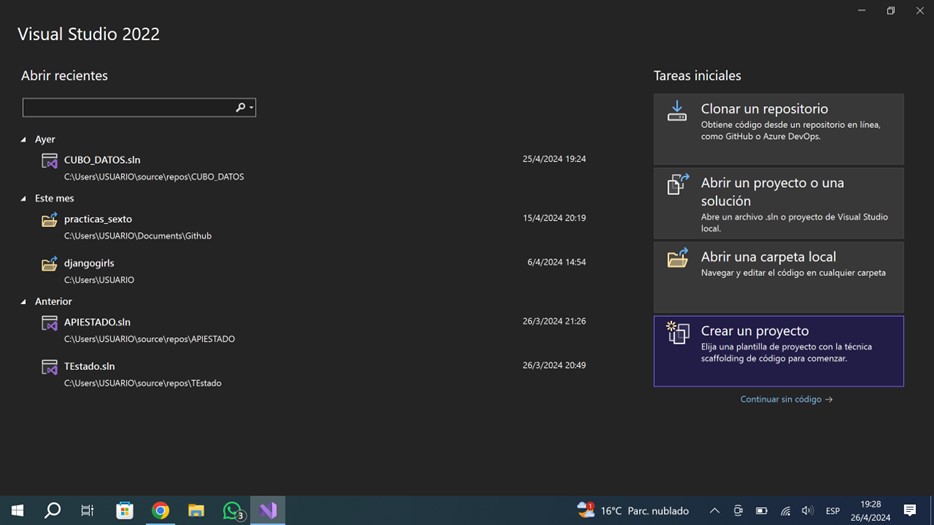 Visual Studio 2022
Abrir recientes
Ayer
CUBO_DATOS.sln
25/4/2024 19:24
C:\Users\USUARIO\source\repos\CUBO_DATOS
Este mes
practicas_sexto
15/4/2024 20:19
C:\Users\USUARIO\Documents\Github
djangogirls
6/4/2024 14:54
C:\Users\USUARIO
Anterior
APIESTADO.sln
26/3/2024 21:26
C:\Users\USUARIO\source\repos\APIESTADO
TEstado.sln
26/3/2024 20:49
C:\Users\USUARIO\source\repos\TEstado
Tareas iniciales
Clonar un repositorio
Obtiene código desde un repositorio en línea,
como GitHub o Azure DevOps.
Abrir un proyecto o una
solución
Abre un archivo .sln o proyecto de Visual Studio
local.
Abrir una carpeta local
Navegar y editar el código en cualquier carpeta
Crear un proyecto
Elija una plantilla de proyecto con la técnica
scaffolding de código para comenzar.
Continuar sin código →
3
1
16°C Parc. nublado
ESP
19:28
26/4/2024